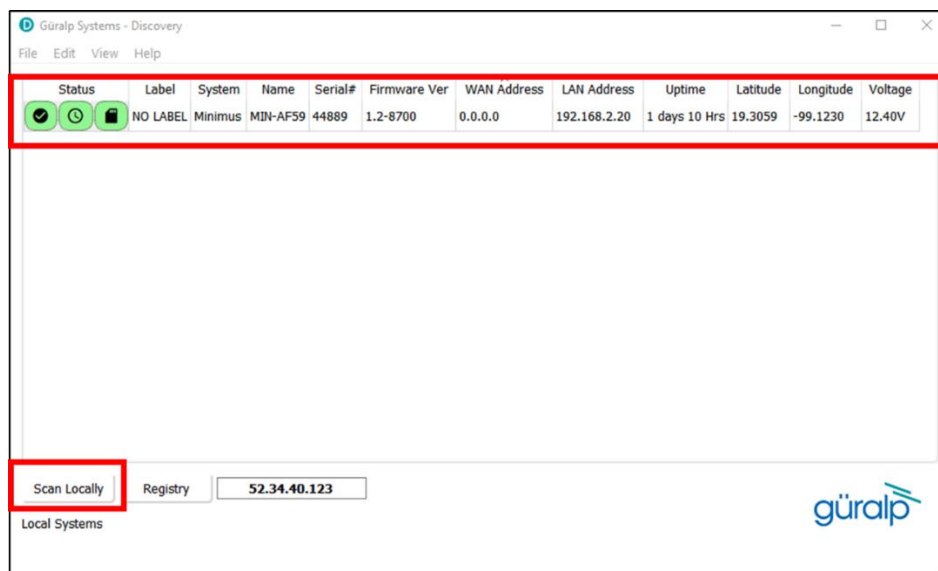 Güralp Systems - Discovery
File Edit View Help
Status Label System Name Serial# Firmware Ver WAN Address LAN Address Uptime Latitude Longitude Voltage
NO LABEL Minimus MIN-AF59 44889 1.2-8700 0.0.0.0 192.168.2.20 1 days 10 Hrs 19.3059 -99.1230 12.40V
Scan Locally Registry 52.34.40.123
Local Systems
güralp